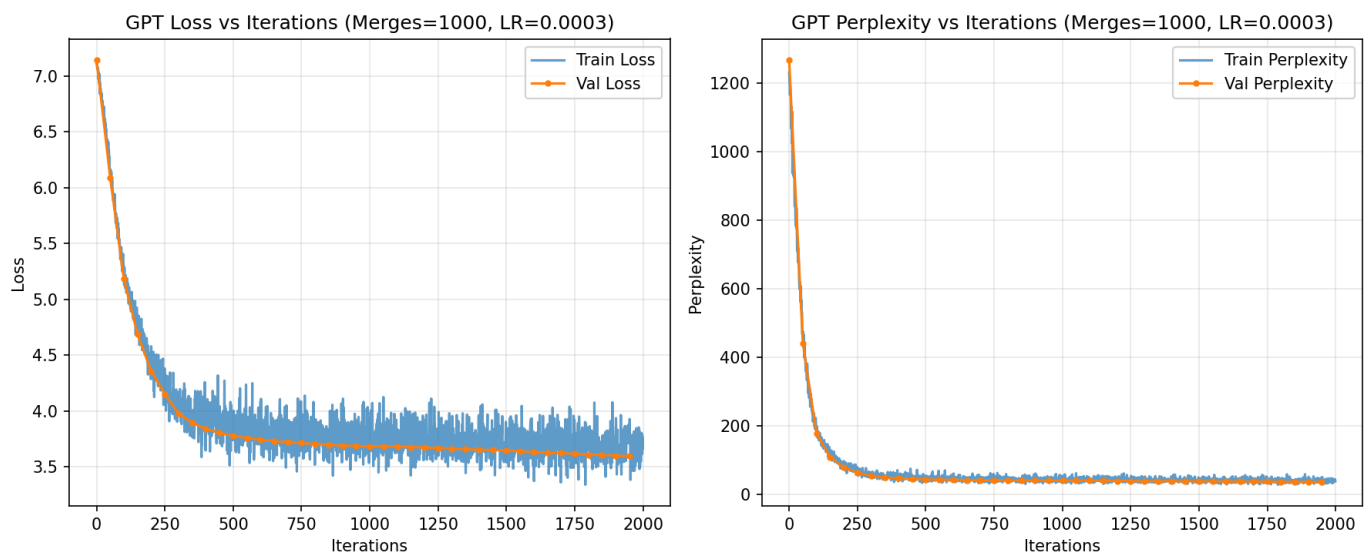 GPT Loss vs Iterations (Merges=1000, LR=0.0003)
Train Loss
Val Loss
7.0
6.5
6.0
5.5
5.0
4.5
4.0
3.5
Loss
0 250 500 750 1000 1250 1500 1750 2000
Iterations
GPT Perplexity vs Iterations (Merges=1000, LR=0.0003)
Train Perplexity
Val Perplexity
1200
1000
800
600
400
200
0
Perplexity
0 250 500 750 1000 1250 1500 1750 2000
Iterations